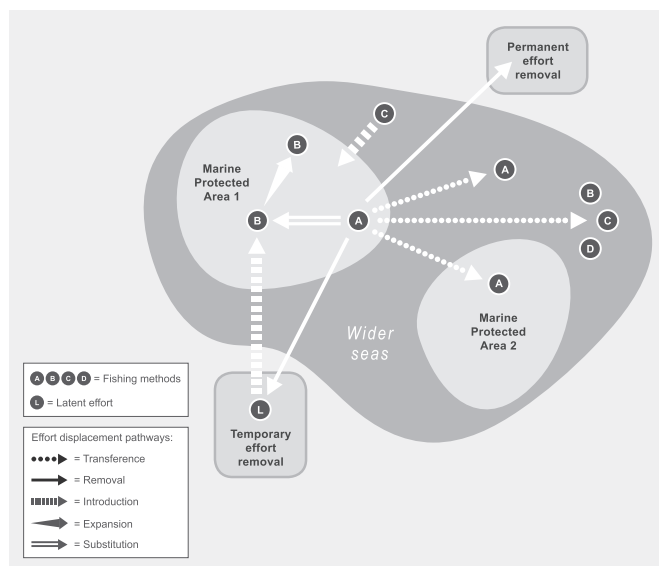 Permanent
effort
removal
C
B
Marine
Protected
Area 1
A
B
B
A
C
D
A
Marine
Protected
Area 2
Wider
seas
A B C D = Fishing methods
L = Latent effort
L
Temporary
effort
removal
Effort displacement pathways:
= Transference
= Removal
= Introduction
= Expansion
= Substitution